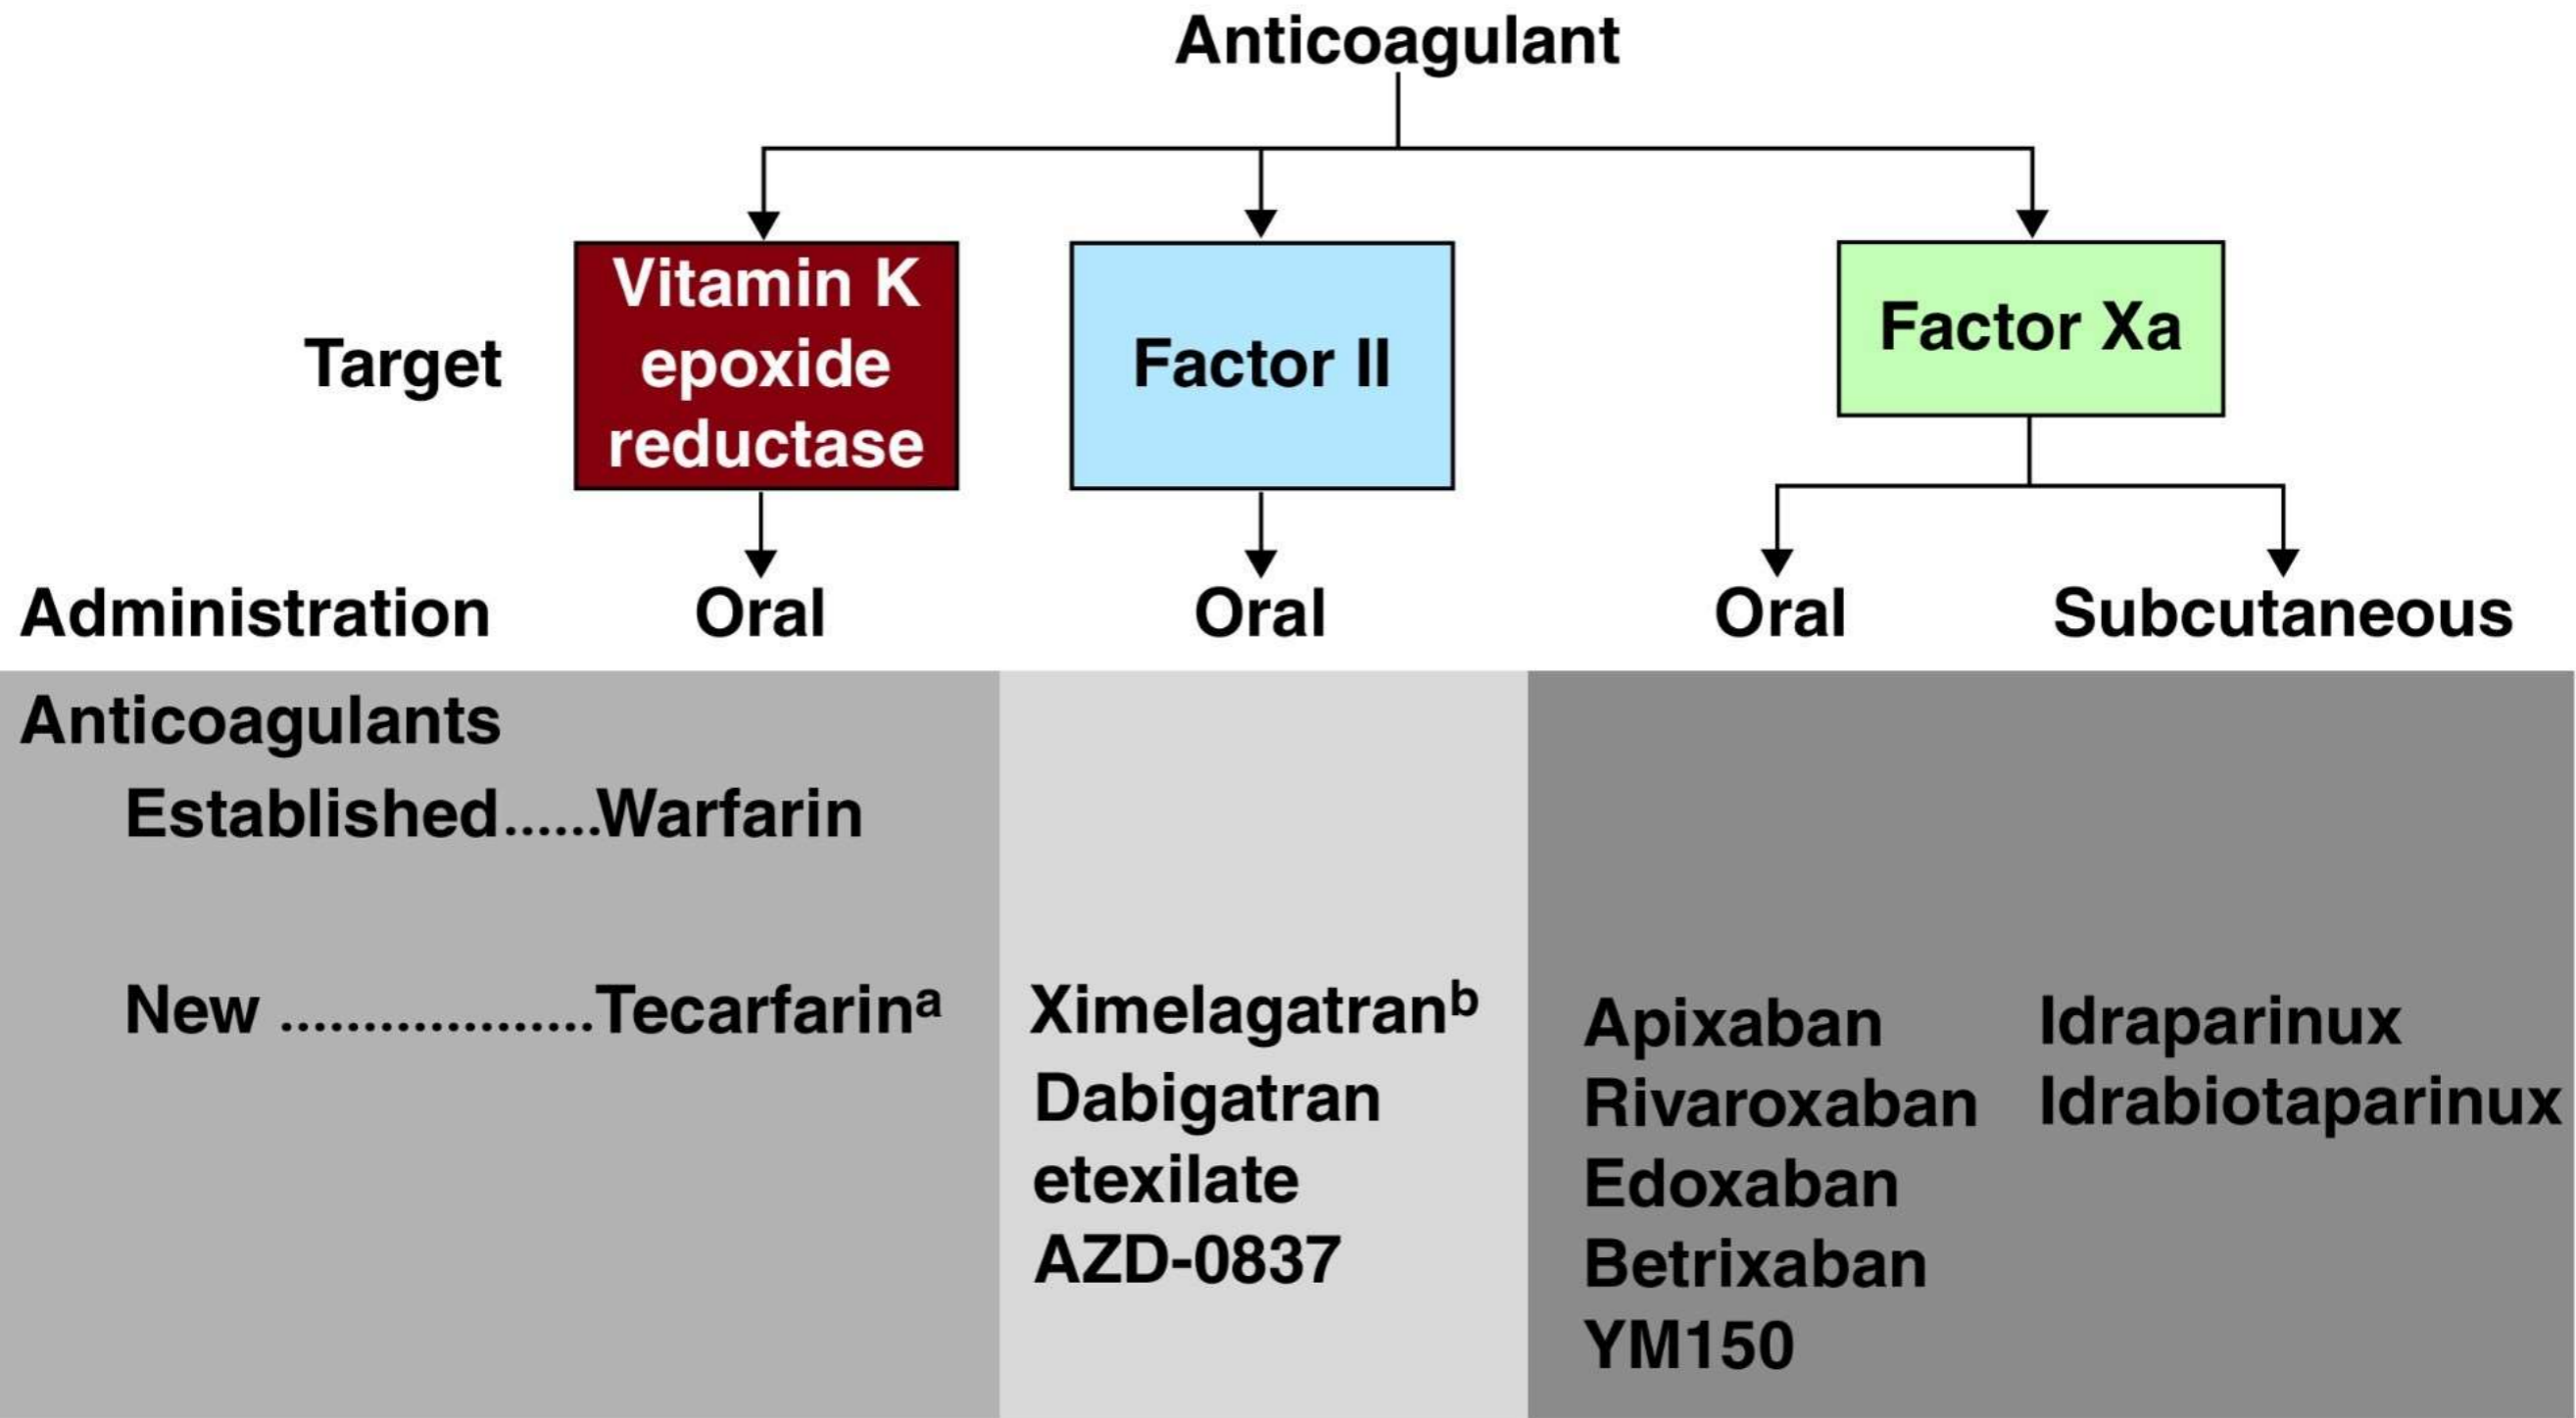 Anticoagulant
Target
Vitamin K
epoxide
reductase
Factor II
Factor Xa
Administration
Oral
Oral
Oral
Subcutaneous
Anticoagulants
Established......Warfarin
New ...................Tecarfarinᵃ
Ximelagatranᵇ
Dabigatran
etexilate
AZD-0837
Apixaban
Rivaroxaban
Edoxaban
Betrixaban
YM150
Idraparinux
Idrabiotaparinux